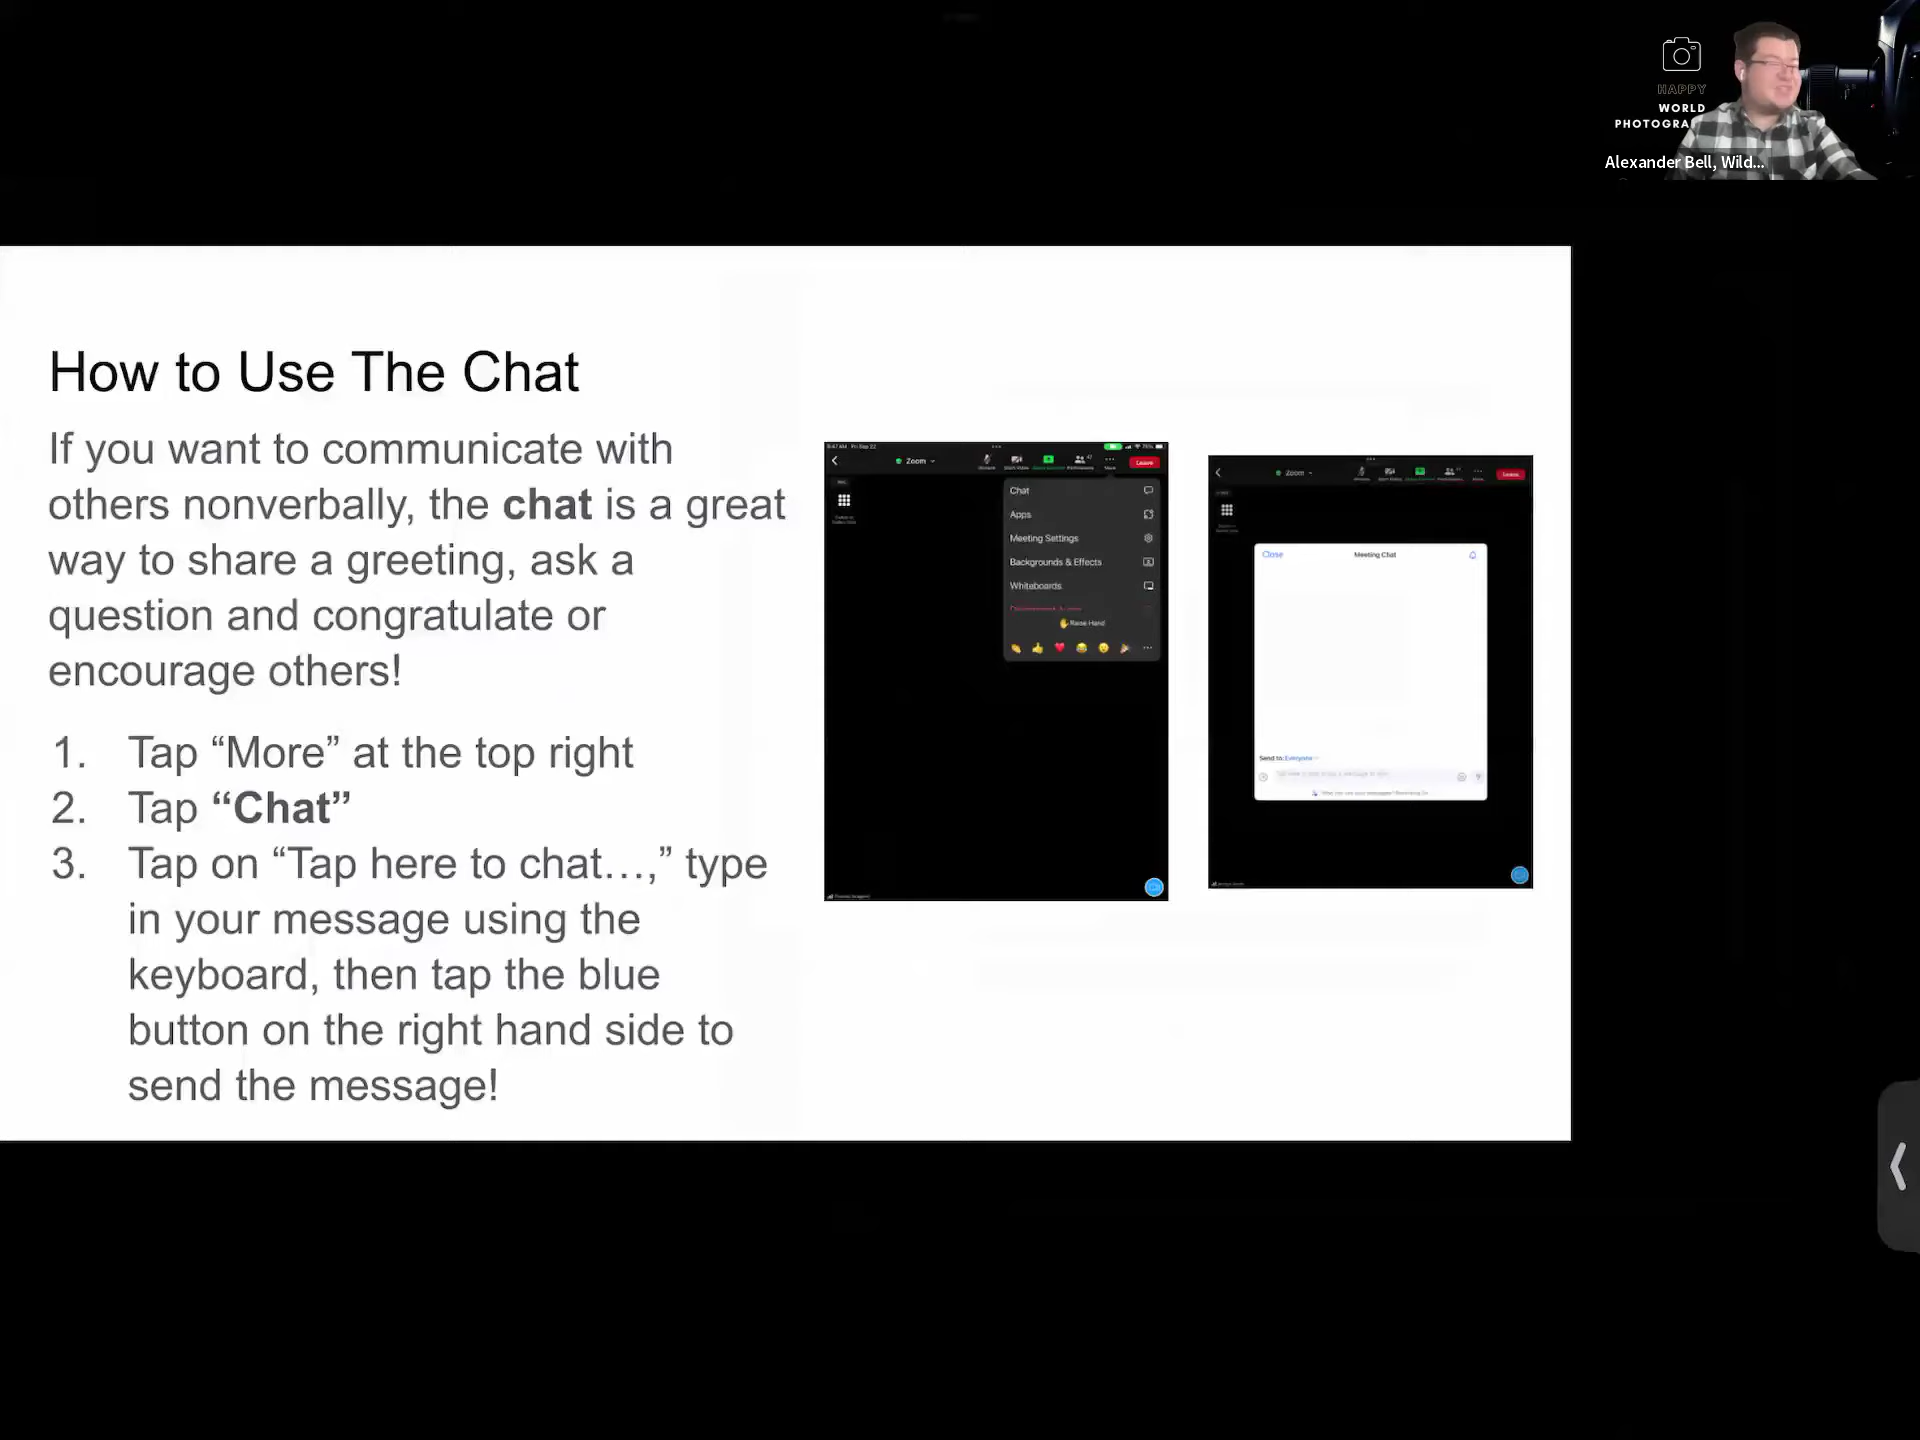 HAPPY
WORLD
PHOTOGRA
Alexander Bell, Wild...
How to Use The Chat
If you want to communicate with
others nonverbally, the chat is a great
way to share a greeting, ask a
question and congratulate or
encourage others!
1. Tap “More” at the top right
2. Tap “Chat”
3. Tap on “Tap here to chat…,” type
in your message using the
keyboard, then tap the blue
button on the right hand side to
send the message!
Zoom
Leave
Chat
Apps
Meeting Settings
Backgrounds & Effects
Whiteboards
Raise Hand
Zoom
Leave
Close
Meeting Chat
Send to: Everyone